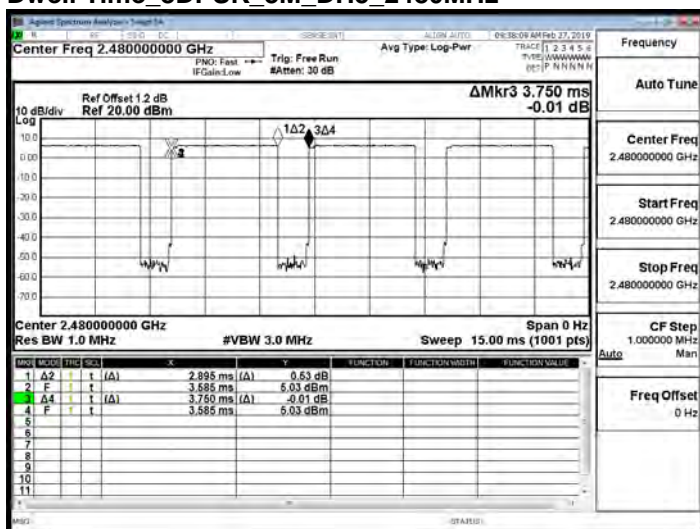 Dwell Time_8DPSK_3M_DH5_2480MHz
Agilent Spectrum Analyzer - Swept SA
Center Freq 2.480000000 GHz
PNO: Fast
IFGain:Low
Trig: Free Run
#Atten: 30 dB
ALIGN AUTO
Avg Type: Log-Pwr
09:38:09 AM Feb 27, 2019
TRACE 1 2 3 4 5 6
TYPE WWWWWW
DET P N N N N N
Frequency
Ref Offset 1.2 dB
10 dB/div Ref 20.00 dBm
Log
ΔMkr3 3.750 ms
-0.01 dB
10.0
0.00
-10.0
-20.0
-30.0
-40.0
-50.0
-60.0
-70.0
1Δ2
3Δ4
Center 2.480000000 GHz
Span 0 Hz
Res BW 1.0 MHz
#VBW 3.0 MHz
Sweep 15.00 ms (1001 pts)
MKR MODE TRC SCL X Y FUNCTION FUNCTION WIDTH FUNCTION VALUE
1 Δ2 1 t (Δ) 2.895 ms (Δ) 0.53 dB
2 F 1 t 3.585 ms 5.03 dBm
3 Δ4 1 t (Δ) 3.750 ms (Δ) -0.01 dB
4 F 1 t 3.585 ms 5.03 dBm
5
6
7
8
9
10
11
Auto Tune
Center Freq
2.480000000 GHz
Start Freq
2.480000000 GHz
Stop Freq
2.480000000 GHz
CF Step
1.000000 MHz
Auto Man
Freq Offset
0 Hz
MSG
STATUS